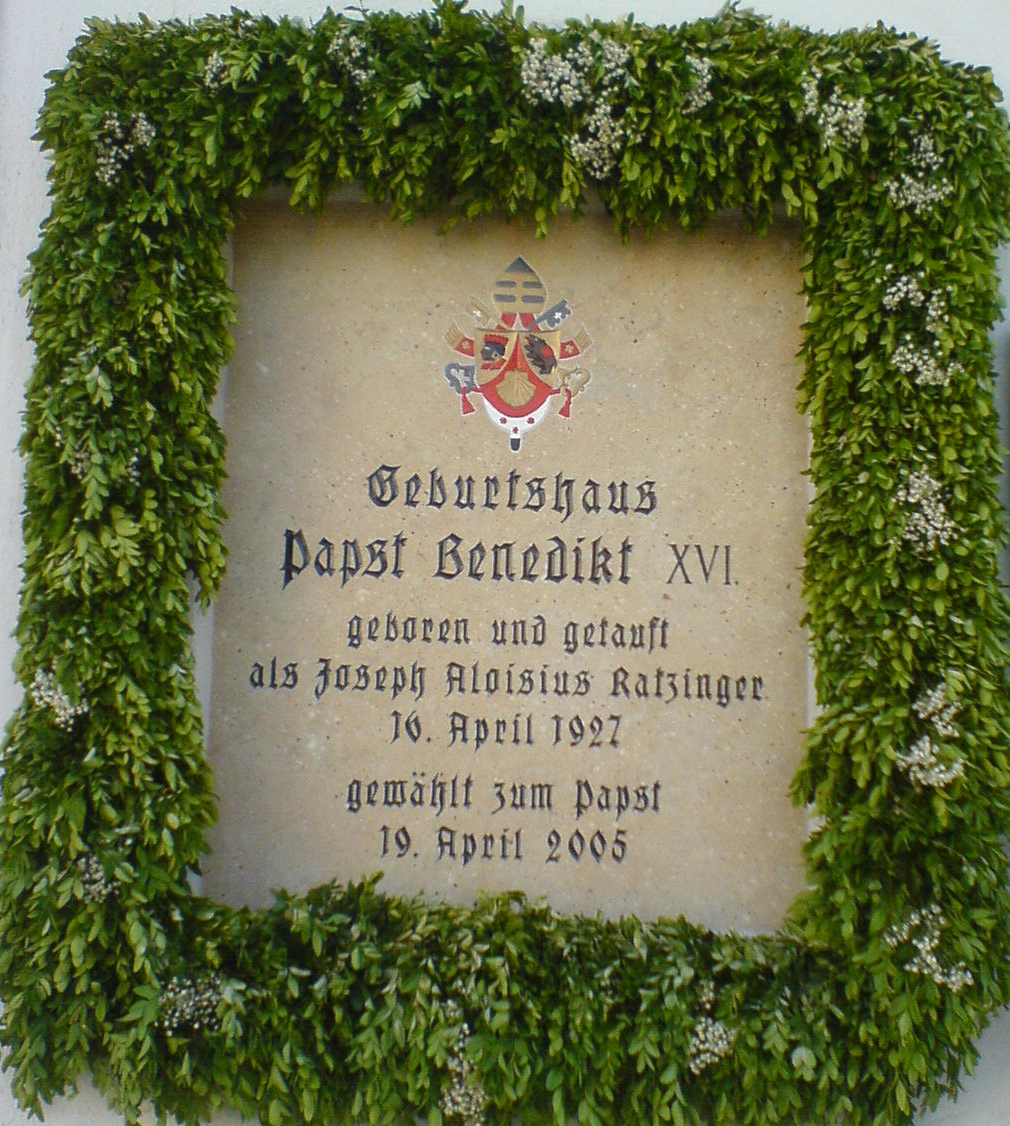 Geburtshaus
Papst Benedikt XVI.
geboren und getauft
als Joseph Aloisius Ratzinger
16. April 1927
gewählt zum Papst
19. April 2005